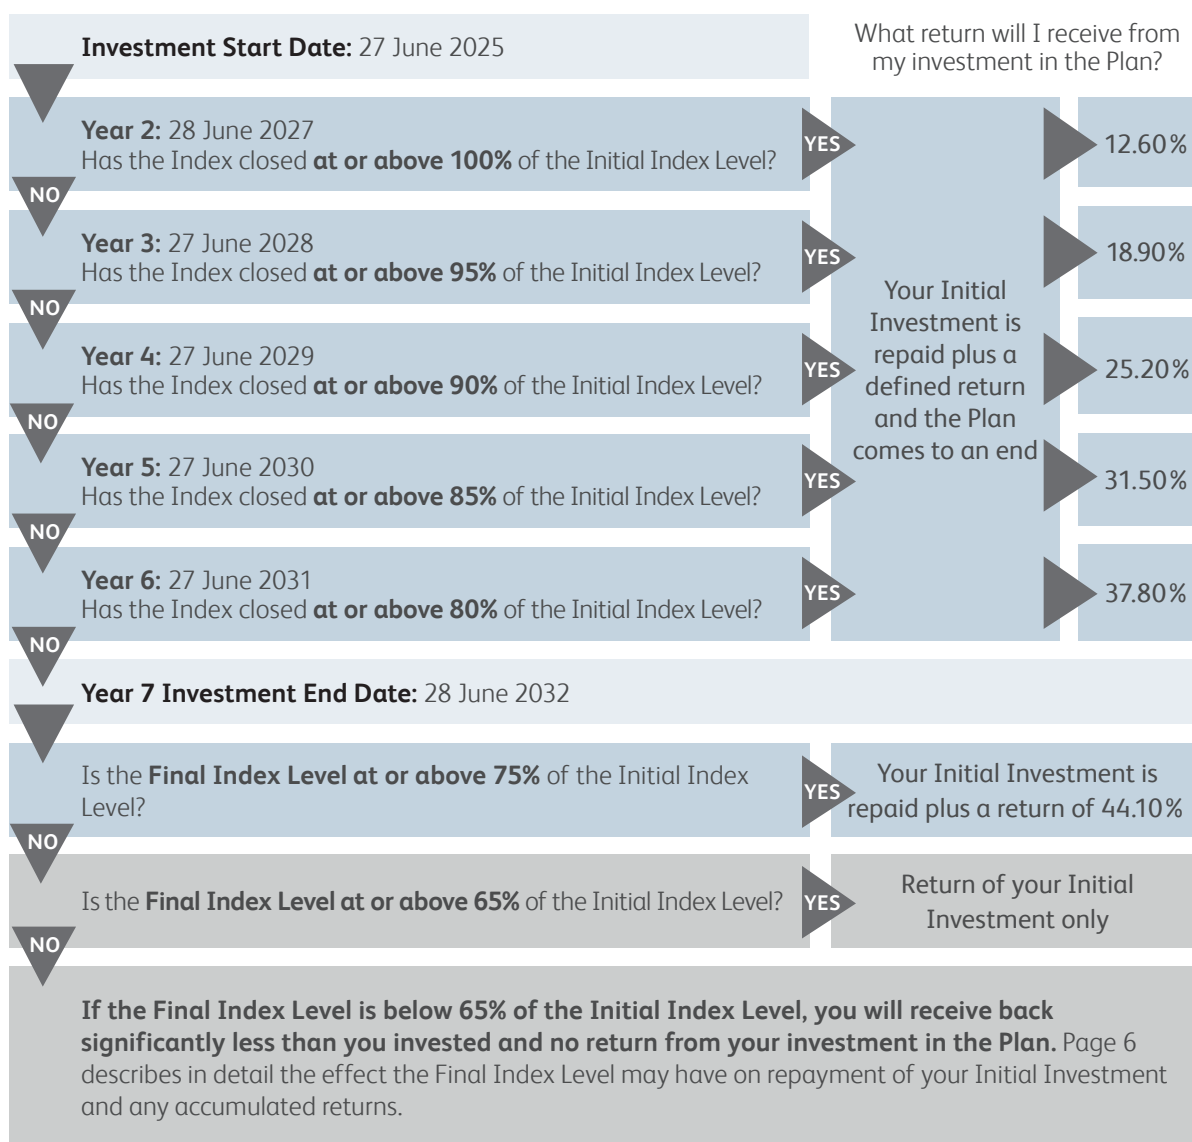 Investment Start Date: 27 June 2025
What return will I receive from
my investment in the Plan?
Year 2: 28 June 2027
Has the Index closed at or above 100% of the Initial Index Level?
YES
12.60%
NO
Year 3: 27 June 2028
Has the Index closed at or above 95% of the Initial Index Level?
YES
18.90%
NO
Year 4: 27 June 2029
Has the Index closed at or above 90% of the Initial Index Level?
YES
25.20%
NO
Year 5: 27 June 2030
Has the Index closed at or above 85% of the Initial Index Level?
YES
31.50%
NO
Year 6: 27 June 2031
Has the Index closed at or above 80% of the Initial Index Level?
YES
37.80%
Your Initial
Investment is
repaid plus a
defined return
and the Plan
comes to an end
NO
Year 7 Investment End Date: 28 June 2032
Is the Final Index Level at or above 75% of the Initial Index
Level?
YES
Your Initial Investment is
repaid plus a return of 44.10%
NO
Is the Final Index Level at or above 65% of the Initial Index Level?
YES
Return of your Initial
Investment only
NO
If the Final Index Level is below 65% of the Initial Index Level, you will receive back
significantly less than you invested and no return from your investment in the Plan. Page 6
describes in detail the effect the Final Index Level may have on repayment of your Initial Investment
and any accumulated returns.